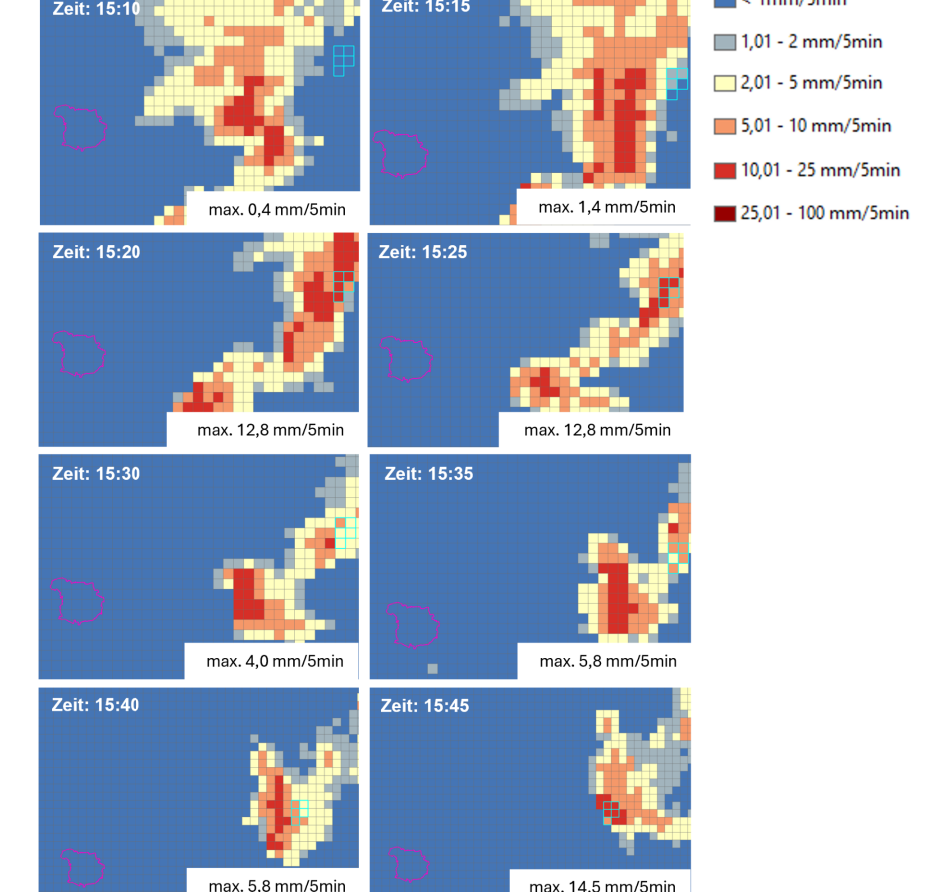 Zeit: 15:10
Zeit: 15:15
max. 0,4 mm/5min
max. 1,4 mm/5min
< 1mm/5min
1,01 - 2 mm/5min
2,01 - 5 mm/5min
5,01 - 10 mm/5min
10,01 - 25 mm/5min
25,01 - 100 mm/5min
Zeit: 15:20
Zeit: 15:25
max. 12,8 mm/5min
max. 12,8 mm/5min
Zeit: 15:30
Zeit: 15:35
max. 4,0 mm/5min
max. 5,8 mm/5min
Zeit: 15:40
Zeit: 15:45
max. 5,8 mm/5min
max. 14,5 mm/5min